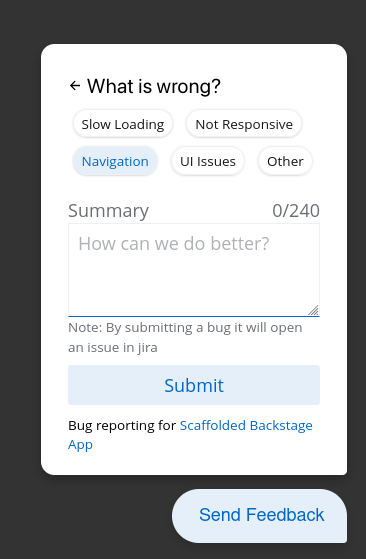 ← What is wrong?
Slow Loading Not Responsive
Navigation UI Issues Other
Summary 0/240
How can we do better?
Note: By submitting a bug it will open
an issue in jira
Submit
Bug reporting for Scaffolded Backstage
App
Send Feedback